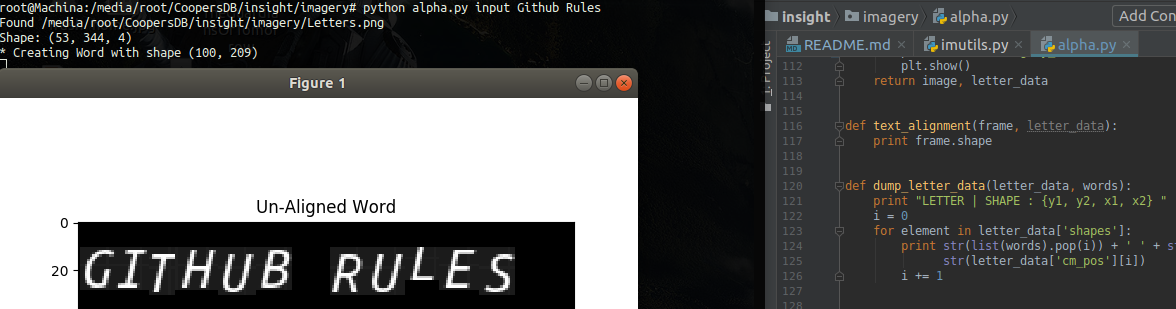 root@Machina:/media/root/CoopersDB/insight/imagery# python alpha.py input Github Rules
Found /media/root/CoopersDB/insight/imagery/Letters.png
Shape: (53, 344, 4)
* Creating Word with shape (100, 209)
Figure 1
Un-Aligned Word
0
20
GITHUB RULES
insight imagery alpha.py Add Con
README.md imutils.py alpha.py
1: Project
112 plt.show()
113 return image, letter_data
114
115
116 def text_alignment(frame, letter_data):
117 print frame.shape
118
119
120 def dump_letter_data(letter_data, words):
121 print "LETTER | SHAPE : {y1, y2, x1, x2} "
122 i = 0
123 for element in letter_data['shapes']:
124 print str(list(words).pop(i)) + ' ' + st
125 str(letter_data['cm_pos'][i])
126 i += 1
127
128